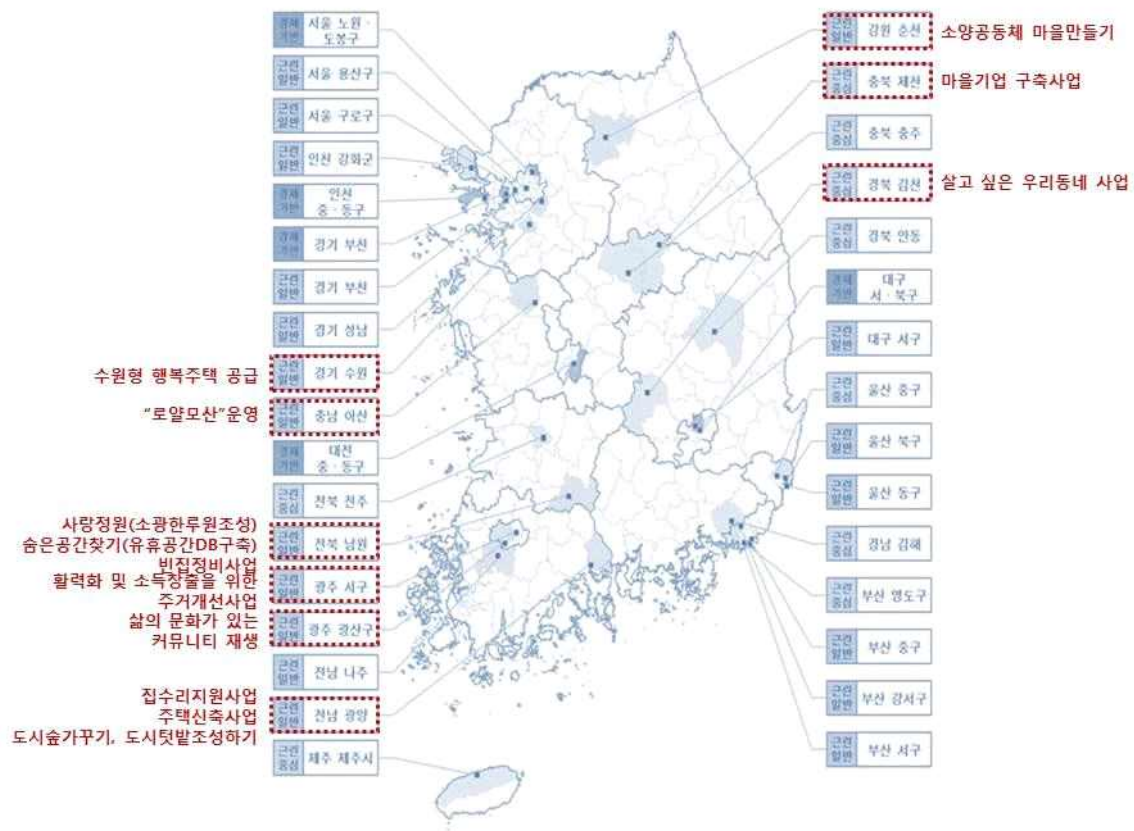 경제
기반
서울 노원 ·
도봉구
근린
일반
서울 용산구
근린
일반
서울 구로구
근린
일반
인천 강화군
경제
기반
인천
중 · 동구
경제
기반
경기 부천
근린
일반
경기 부천
근린
일반
경기 성남
수원형 행복주택 공급
근린
일반
경기 수원
“로얄모산”운영
근린
일반
충남 아산
경제
기반
대전
중 · 동구
근린
중심
전북 전주
사랑정원(소광한루원조성)
숨은공간찾기(유휴공간DB구축)
근린
일반
전북 남원
빈집정비사업
활력화 및 소득창출을 위한
주거개선사업
근린
일반
광주 서구
삶의 문화가 있는
커뮤니티 재생
근린
일반
광주 광산구
근린
일반
전남 나주
집수리지원사업
주택신축사업
도시숲가꾸기, 도시텃밭조성하기
근린
일반
전남 광양
근린
중심
제주 제주시
근린
일반
강원 춘천
소양공동체 마을만들기
근린
중심
충북 제천
마을기업 구축사업
근린
중심
충북 충주
근린
중심
경북 김천
살고 싶은 우리동네 사업
근린
중심
경북 안동
경제
기반
대구
서 · 북구
근린
일반
대구 서구
근린
중심
울산 중구
근린
일반
울산 북구
근린
일반
울산 동구
근린
중심
경남 김해
근린
중심
부산 영도구
근린
일반
부산 중구
근린
일반
부산 강서구
근린
일반
부산 서구